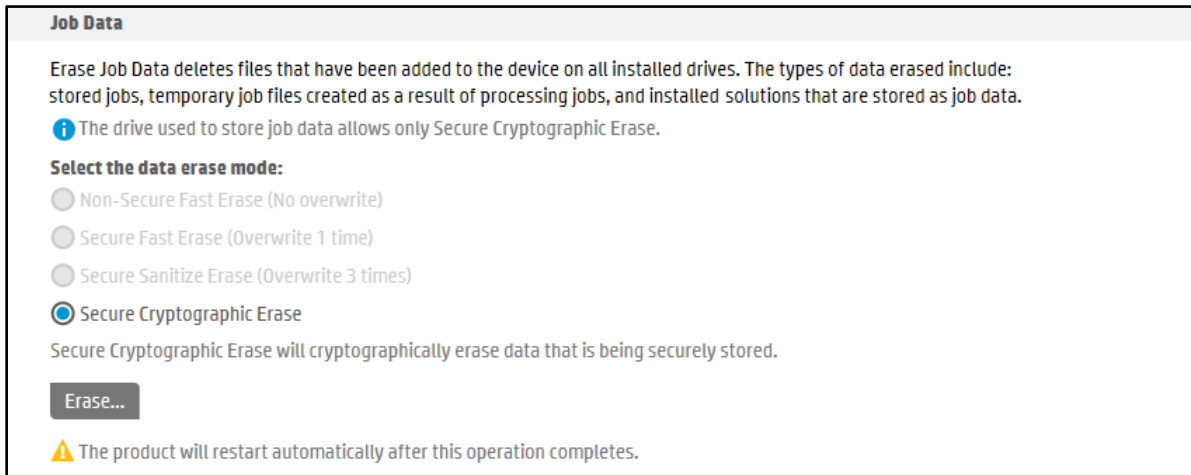 Job Data
Erase Job Data deletes files that have been added to the device on all installed drives. The types of data erased include:
stored jobs, temporary job files created as a result of processing jobs, and installed solutions that are stored as job data.
The drive used to store job data allows only Secure Cryptographic Erase.
Select the data erase mode:
Non-Secure Fast Erase (No overwrite)
Secure Fast Erase (Overwrite 1 time)
Secure Sanitize Erase (Overwrite 3 times)
Secure Cryptographic Erase
Secure Cryptographic Erase will cryptographically erase data that is being securely stored.
Erase...
The product will restart automatically after this operation completes.